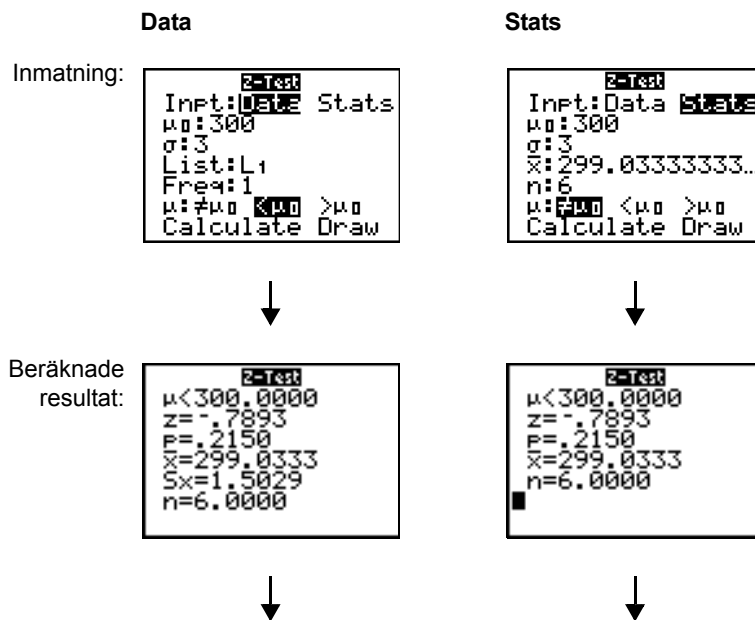 Data
Stats
Inmatning:
Z-Test
Inpt:Data Stats
μ0:300
σ:3
List:L1
Freq:1
μ:≠μ0 <μ0 >μ0
Calculate Draw
Z-Test
Inpt:Data Stats
μ0:300
σ:3
x̄:299.03333333…
n:6
μ:≠μ0 <μ0 >μ0
Calculate Draw
Beräknade
resultat:
Z-Test
μ<300.0000
z=-.7893
p=.2150
x̄=299.0333
Sx=1.5029
n=6.0000
Z-Test
μ<300.0000
z=-.7893
p=.2150
x̄=299.0333
n=6.0000